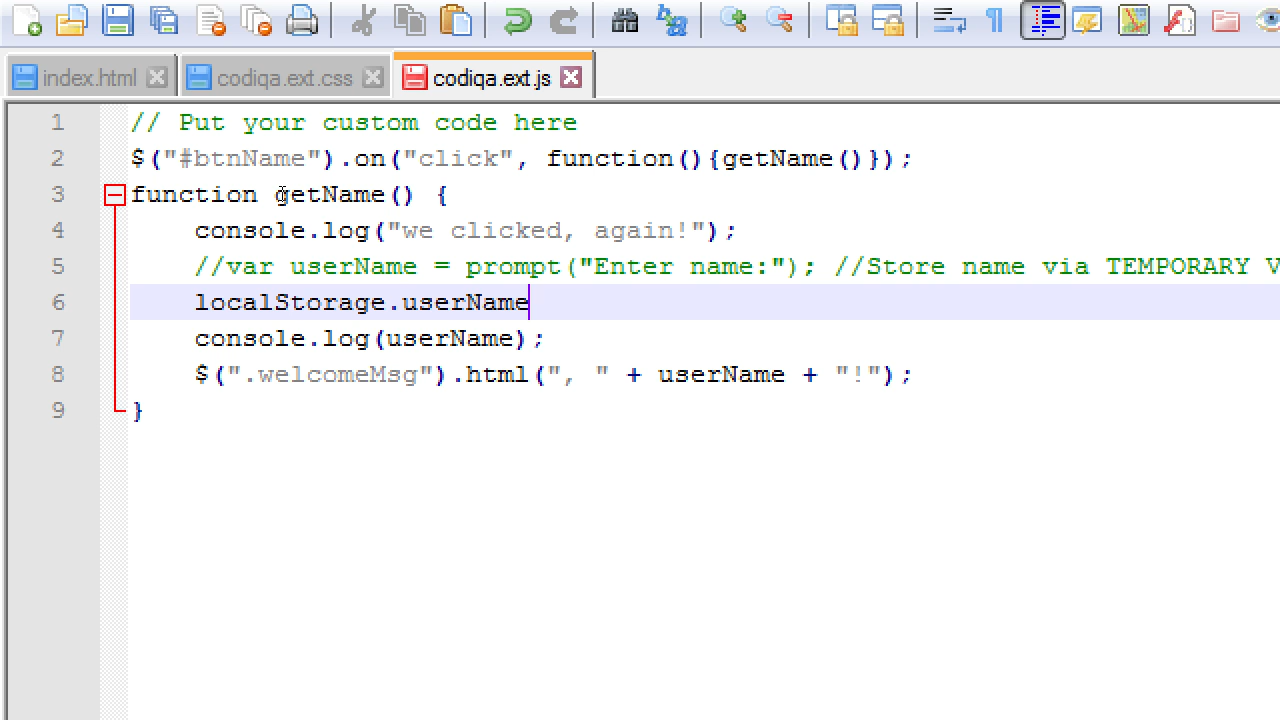 index.html codiqa.ext.css codiqa.ext.js
1 // Put your custom code here
2 $("#btnName").on("click", function(){getName()});
3 function getName() {
4 console.log("we clicked, again!");
5 //var userName = prompt("Enter name:"); //Store name via TEMPORARY V
6 localStorage.userName
7 console.log(userName);
8 $(".welcomeMsg").html(", " + userName + "!");
9 }